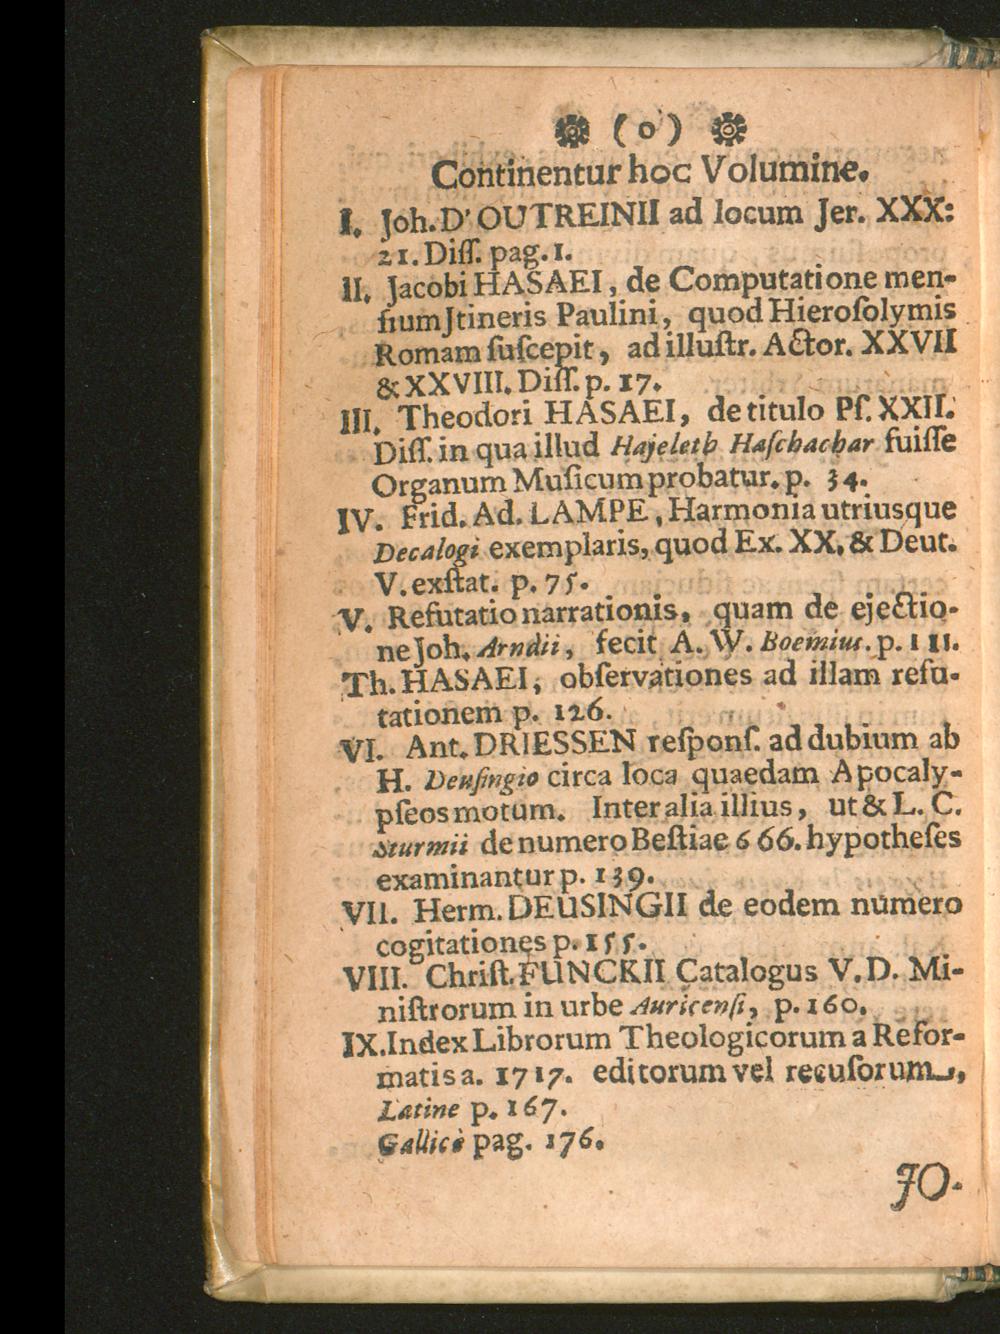 (o)
Continentur hoc Volumine.
I. Joh. D'OUTREINII ad locum Jer. XXX:
21. Diſſ. pag. 1.
II. Jacobi HASAEI, de Computatione men-
ſium Jtineris Paulini, quod Hieroſolymis
Romam ſuſcepit, ad illuſtr. Actor. XXVII
& XXVIII. Diſſ. p. 17.
III. Theodori HASAEI, de titulo Pſ. XXII.
Diſſ. in qua illud Hajeleth Haſchachar fuiſſe
Organum Muſicum probatur. p. 34.
IV. Frid. Ad. LAMPE, Harmonia utriusque
Decalogi exemplaris, quod Ex. XX. & Deut.
V. exſtat. p. 75.
V. Refutatio narrationis, quam de ejectio-
ne Joh. Arndii, fecit A. W. Boemius. p. 111.
Th. HASAEI, obſervationes ad illam refu-
tationem p. 126.
VI. Ant. DRIESSEN reſponſ. ad dubium ab
H. Deuſingio circa loca quaedam Apocaly-
pſeos motum. Inter alia illius, ut & L. C.
Sturmii de numero Beſtiae 666. hypotheſes
examinantur p. 139.
VII. Herm. DEUSINGII de eodem numero
cogitationes p. 155.
VIII. Chriſt. FUNCKII Catalogus V. D. Mi-
niſtrorum in urbe Auricenſi, p. 160.
IX. Index Librorum Theologicorum a Refor-
matis a. 1717. editorum vel recuſorum,
Latine p. 167.
Gallicè pag. 176.
JO.